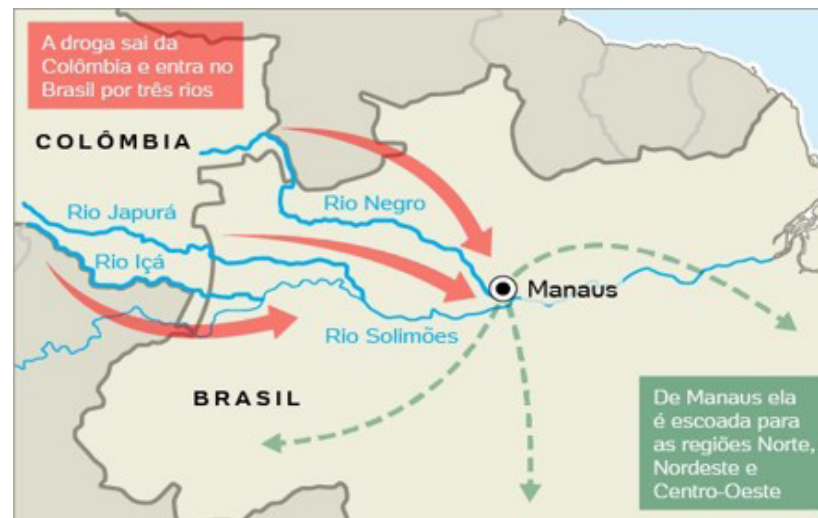 A droga sai da
Colômbia e entra no
Brasil por três rios
COLÔMBIA
Rio Japurá
Rio Negro
Rio Içá
Manaus
Rio Solimões
BRASIL
De Manaus ela
é escoada para
as regiões Norte,
Nordeste e
Centro-Oeste